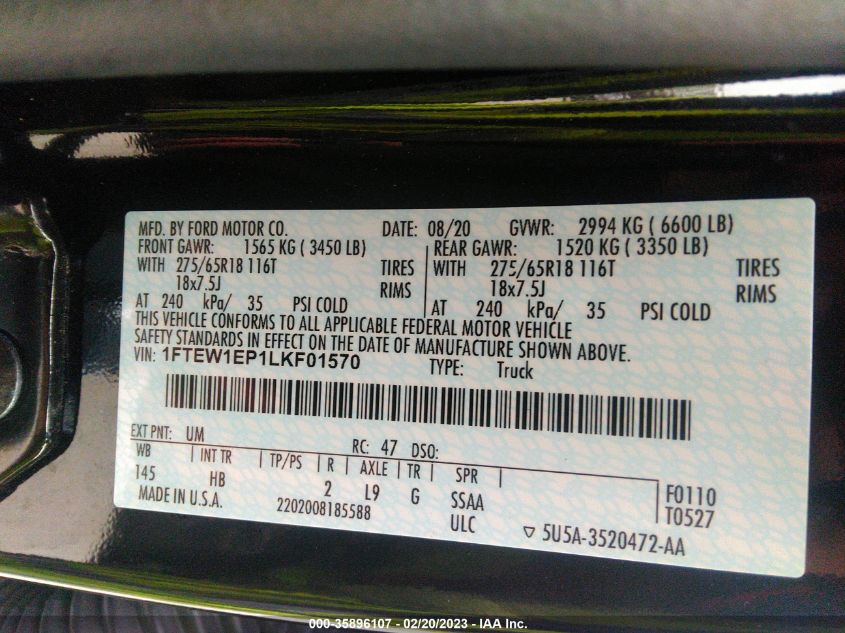 MFD. BY FORD MOTOR CO. DATE: 08/20 GVWR: 2994 KG ( 6600 LB)
FRONT GAWR: 1565 KG ( 3450 LB) REAR GAWR: 1520 KG ( 3350 LB)
WITH 275/65R18 116T TIRES WITH 275/65R18 116T TIRES
18x7.5J RIMS 18x7.5J RIMS
AT 240 kPa/ 35 PSI COLD AT 240 kPa/ 35 PSI COLD
THIS VEHICLE CONFORMS TO ALL APPLICABLE FEDERAL MOTOR VEHICLE
SAFETY STANDARDS IN EFFECT ON THE DATE OF MANUFACTURE SHOWN ABOVE.
VIN: 1FTEW1EP1LKF01570 TYPE: Truck
EXT PNT: UM RC: 47 DSO:
WB INT TR TP/PS R AXLE TR SPR
145 HB 2 L9 G SSAA F0110
MADE IN U.S.A. 2202008185588 ULC T0527
▽ 5U5A-3520472-AA
000-35896107 - 02/20/2023 - IAA Inc.